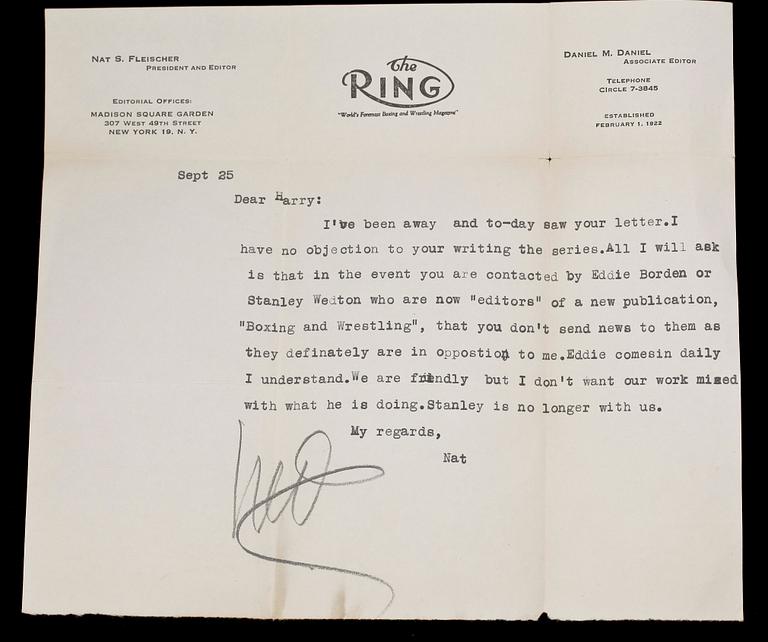 Nat S. Fleischer
President and Editor
Editorial Offices:
Madison Square Garden
307 West 49th Street
New York 19, N. Y.
The
RING
"World's Foremost Boxing and Wrestling Magazine"
Daniel M. Daniel
Associate Editor
Telephone
Circle 7-3845
Established
February 1, 1922
Sept 25
Dear Harry:
I've been away and to-day saw your letter.I
have no objection to your writing the series.All I will ask
is that in the event you are contacted by Eddie Borden or
Stanley Weston who are now "editors" of a new publication,
"Boxing and Wrestling", that you don't send news to them as
they definately are in oppostion to me.Eddie comesin daily
I understand.We are friendly but I don't want our work mixed
with what he is doing.Stanley is no longer with us.
My regards,
Nat
Nat